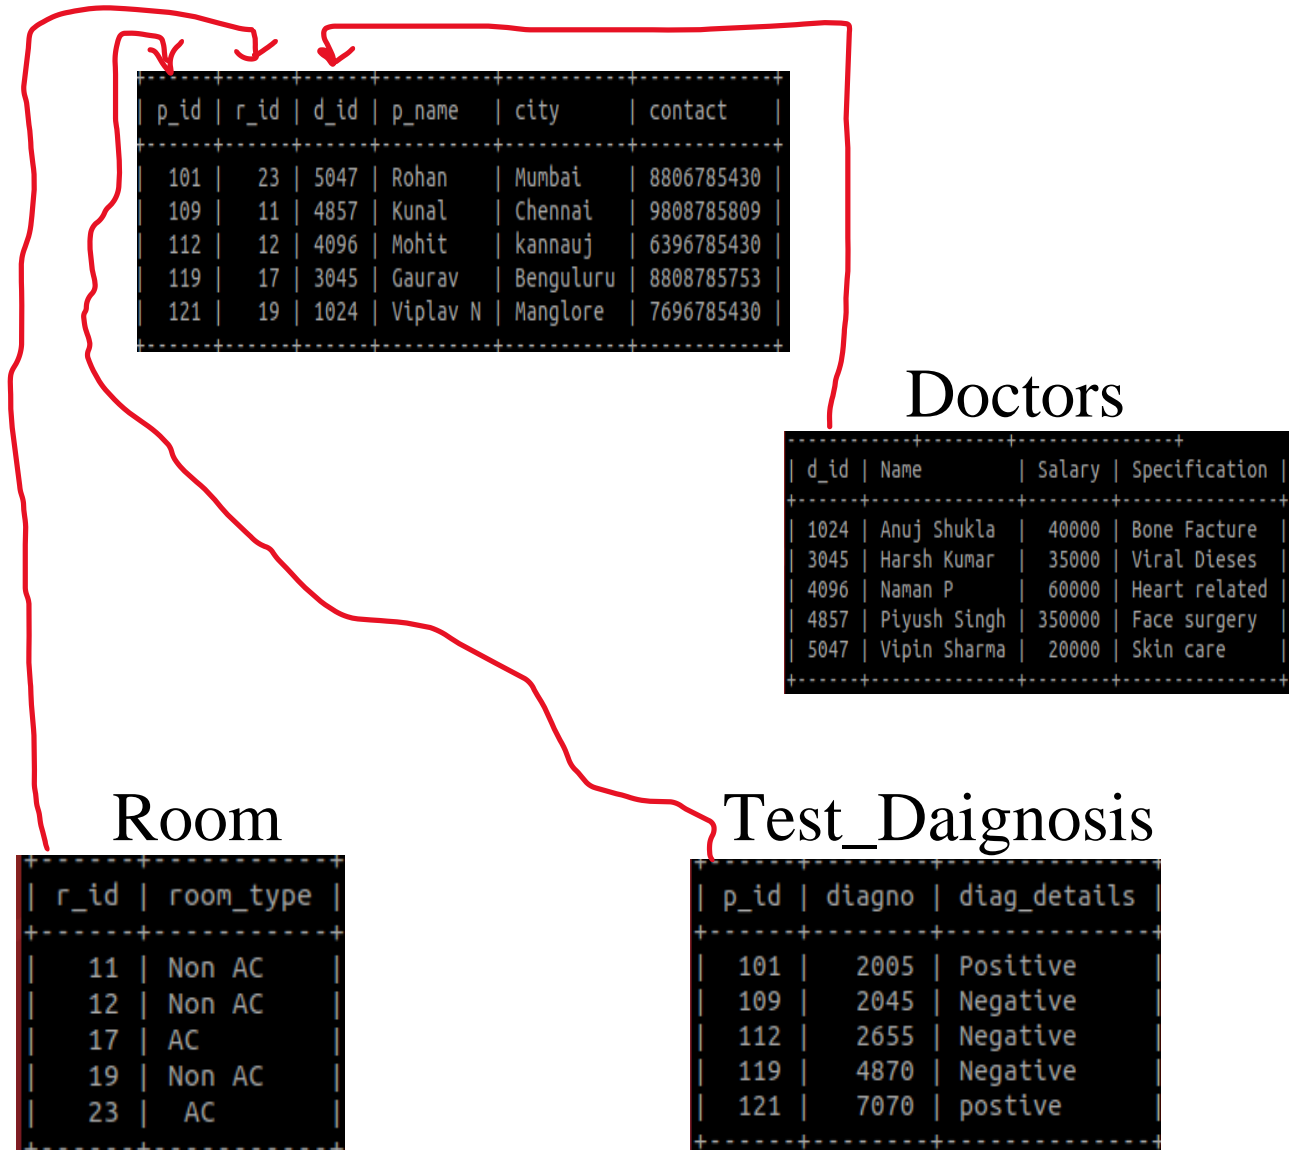 | p_id | r_id | d_id | p_name | city | contact |
| 101 | 23 | 5047 | Rohan | Mumbai | 8806785430 |
| 109 | 11 | 4857 | Kunal | Chennai | 9808785809 |
| 112 | 12 | 4096 | Mohit | kannauj | 6396785430 |
| 119 | 17 | 3045 | Gaurav | Benguluru | 8808785753 |
| 121 | 19 | 1024 | Viplav N | Manglore | 7696785430 |
Doctors
| d_id | Name | Salary | Specification |
| 1024 | Anuj Shukla | 40000 | Bone Facture |
| 3045 | Harsh Kumar | 35000 | Viral Dieses |
| 4096 | Naman P | 60000 | Heart related |
| 4857 | Piyush Singh | 350000 | Face surgery |
| 5047 | Vipin Sharma | 20000 | Skin care |
Room
| r_id | room_type |
| 11 | Non AC |
| 12 | Non AC |
| 17 | AC |
| 19 | Non AC |
| 23 | AC |
Test_Daignosis
| p_id | diagno | diag_details |
| 101 | 2005 | Positive |
| 109 | 2045 | Negative |
| 112 | 2655 | Negative |
| 119 | 4870 | Negative |
| 121 | 7070 | postive |